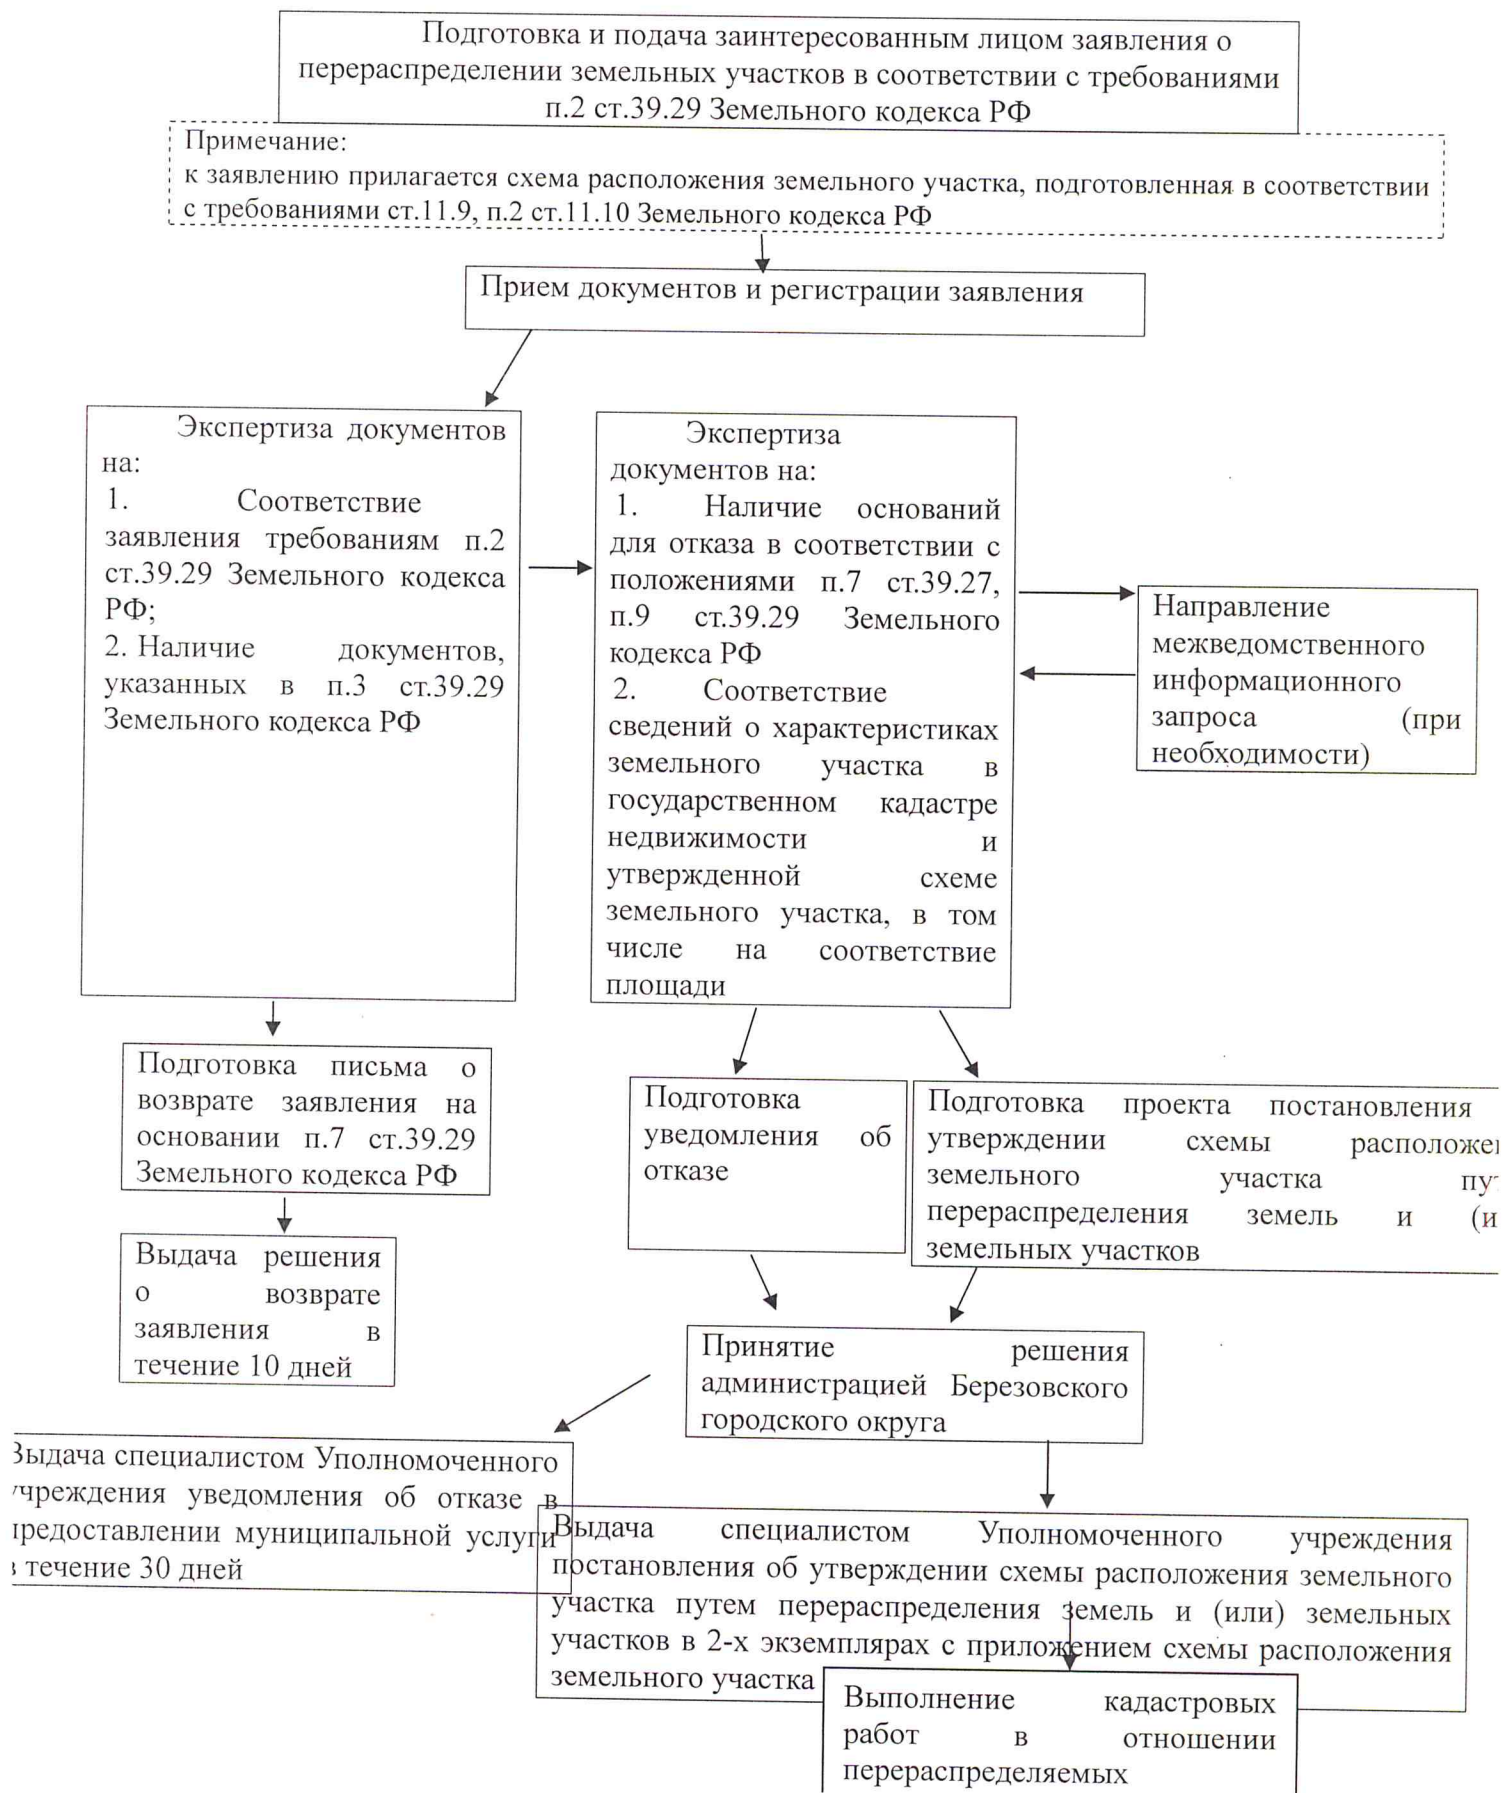 Подготовка и подача заинтересованным лицом заявления о
перераспределении земельных участков в соответствии с требованиями
п.2 ст.39.29 Земельного кодекса РФ
Примечание:
к заявлению прилагается схема расположения земельного участка, подготовленная в соответствии
с требованиями ст.11.9, п.2 ст.11.10 Земельного кодекса РФ
Прием документов и регистрации заявления
Экспертиза документов
на:
1. Соответствие
заявления требованиям п.2
ст.39.29 Земельного кодекса
РФ;
2. Наличие документов,
указанных в п.3 ст.39.29
Земельного кодекса РФ
Экспертиза
документов на:
1. Наличие оснований
для отказа в соответствии с
положениями п.7 ст.39.27,
п.9 ст.39.29 Земельного
кодекса РФ
2. Соответствие
сведений о характеристиках
земельного участка в
государственном кадастре
недвижимости и
утвержденной схеме
земельного участка, в том
числе на соответствие
площади
Направление
межведомственного
информационного
запроса (при
необходимости)
Подготовка письма о
возврате заявления на
основании п.7 ст.39.29
Земельного кодекса РФ
Выдача решения
о возврате
заявления в
течение 10 дней
Подготовка
уведомления об
отказе
Подготовка проекта постановления
утверждении схемы расположе
земельного участка пут
перераспределения земель и (и
земельных участков
Принятие решения
администрацией Березовского
городского округа
Выдача специалистом Уполномоченного
учреждения уведомления об отказе в
предоставлении муниципальной услуги
в течение 30 дней
Выдача специалистом Уполномоченного учреждения
постановления об утверждении схемы расположения земельного
участка путем перераспределения земель и (или) земельных
участков в 2-х экземплярах с приложением схемы расположения
земельного участка
Выполнение кадастровых
работ в отношении
перераспределяемых